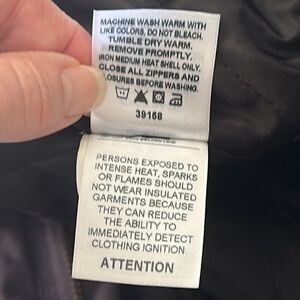 MACHINE WASH WARM WITH
LIKE COLORS, DO NOT BLEACH.
TUMBLE DRY WARM,
REMOVE PROMPTLY.
IRON MEDIUM HEAT SHELL ONLY.
CLOSE ALL ZIPPERS AND
CLOSURES BEFORE WASHING.
39158
PERSONS EXPOSED TO
INTENSE HEAT, SPARKS
OR FLAMES SHOULD
NOT WEAR INSULATED
GARMENTS BECAUSE
THEY CAN REDUCE
THE ABILITY TO
IMMEDIATELY DETECT
CLOTHING IGNITION.
ATTENTION